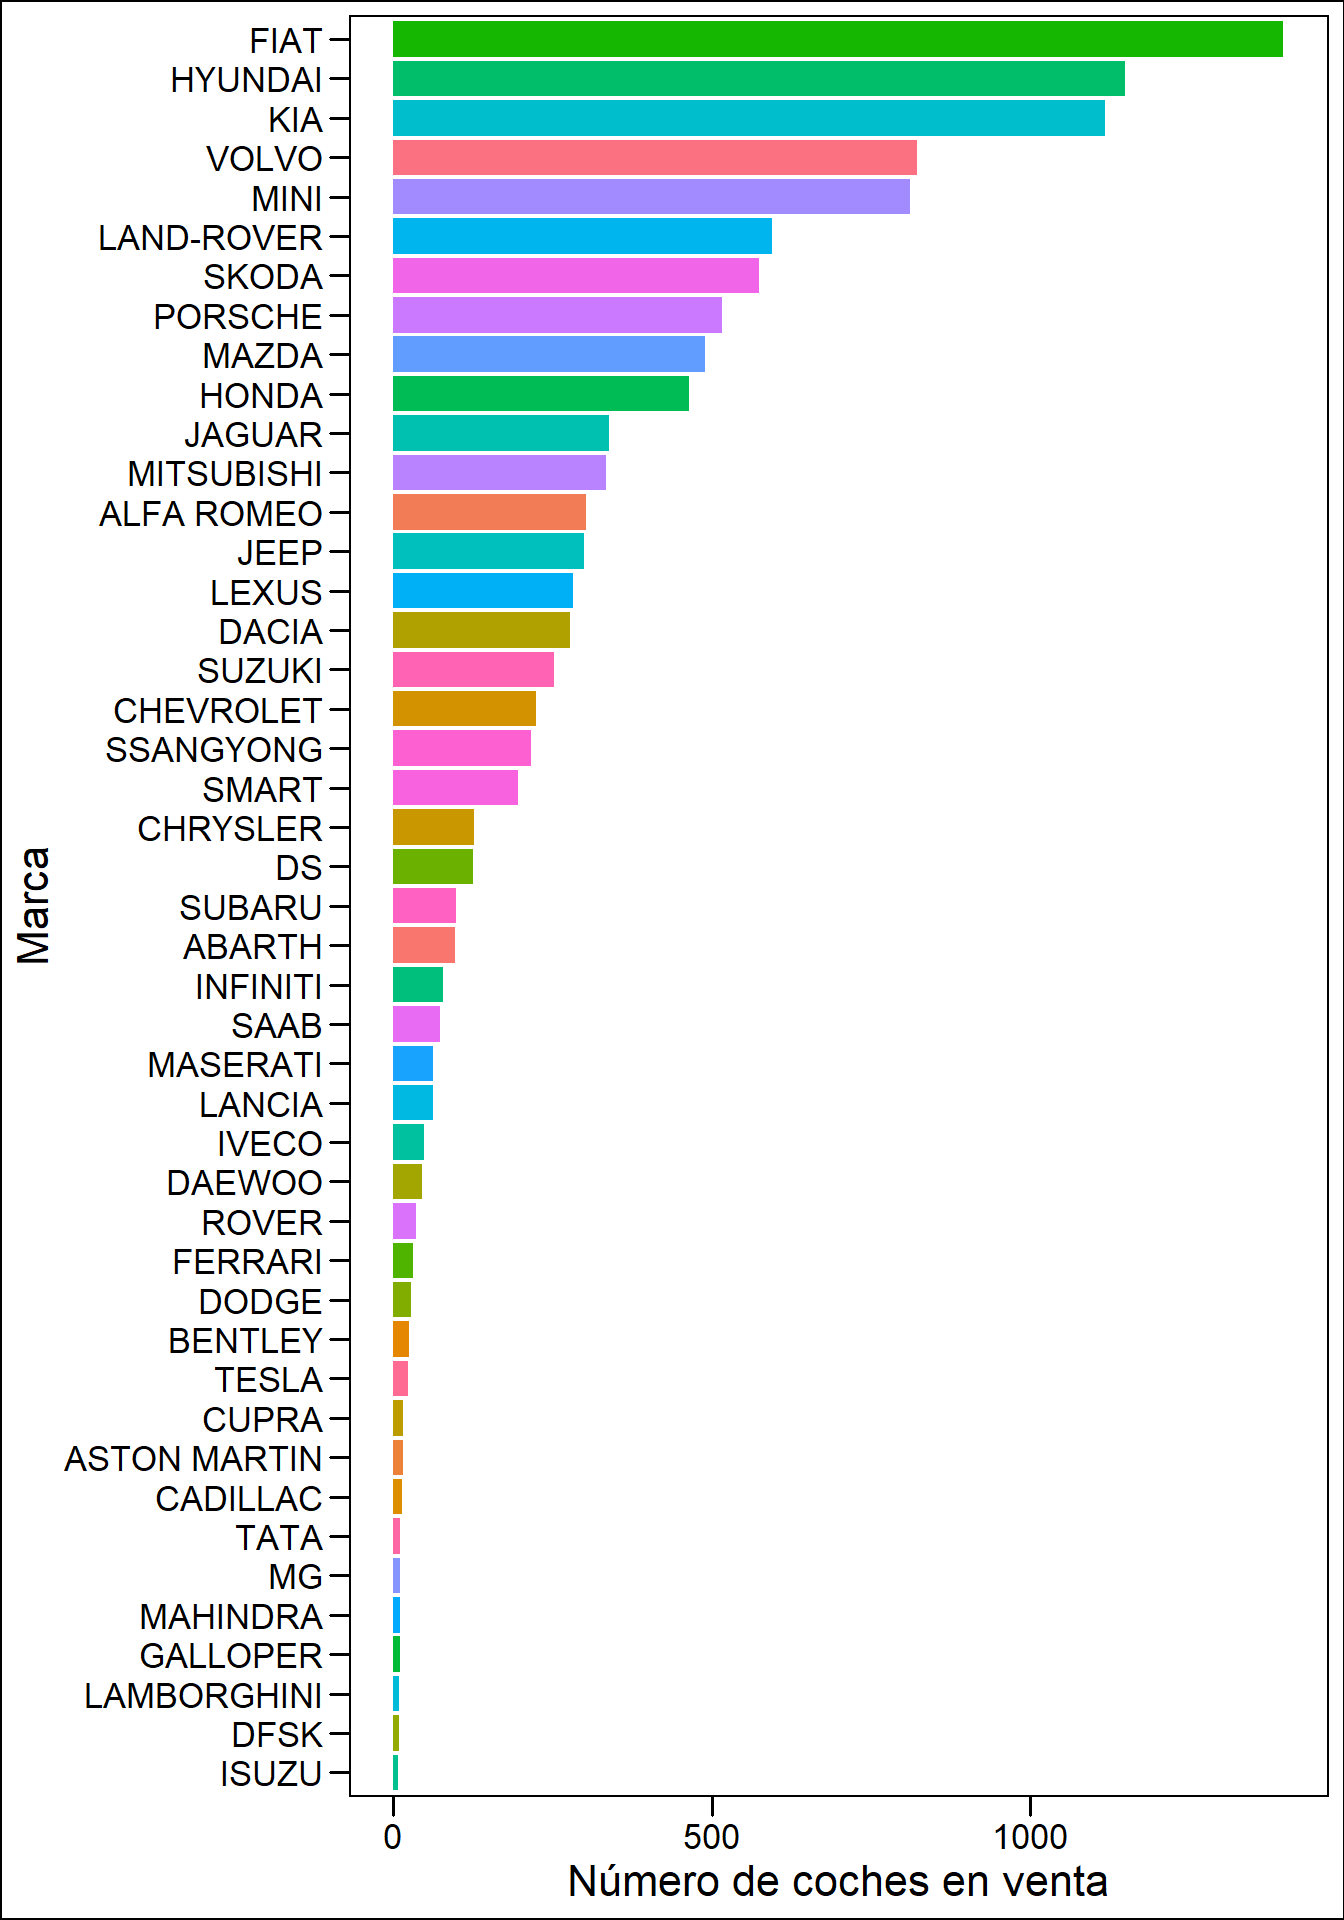 FIAT
HYUNDAI
KIA
VOLVO
MINI
LAND-ROVER
SKODA
PORSCHE
MAZDA
HONDA
JAGUAR
MITSUBISHI
ALFA ROMEO
JEEP
LEXUS
DACIA
SUZUKI
CHEVROLET
SSANGYONG
SMART
CHRYSLER
DS
SUBARU
ABARTH
INFINITI
SAAB
MASERATI
LANCIA
IVECO
DAEWOO
ROVER
FERRARI
DODGE
BENTLEY
TESLA
CUPRA
ASTON MARTIN
CADILLAC
TATA
MG
MAHINDRA
GALLOPER
LAMBORGHINI
DFSK
ISUZU
Marca
0 500 1000
Número de coches en venta